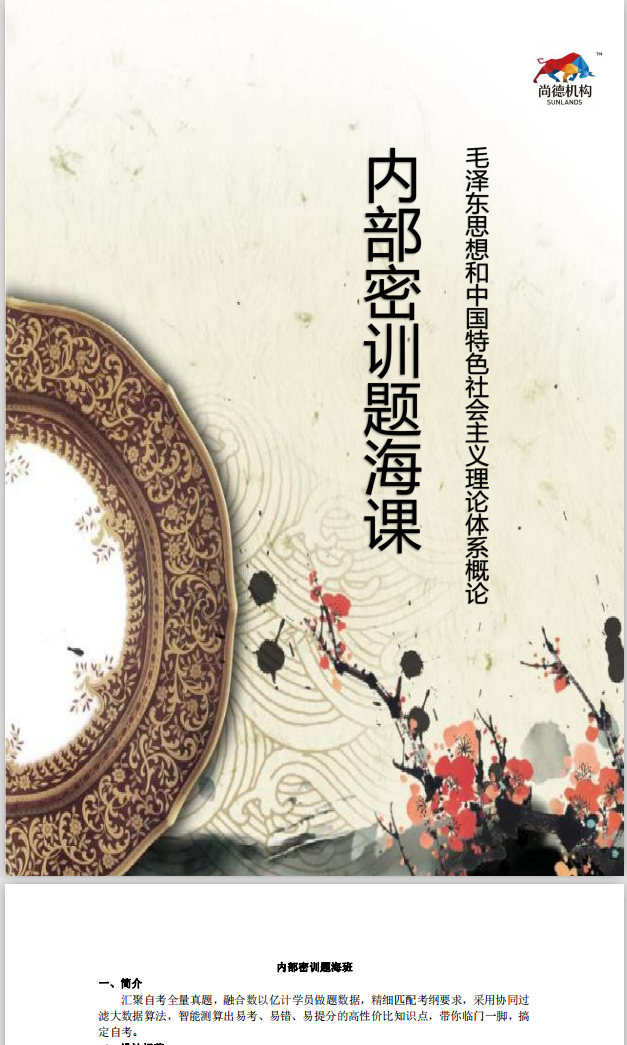 尚德机构
TM
SUNLANDS
毛泽东思想和中国特色社会主义理论体系概论
内部密训题海课
内部密训题海班
一、简介
汇聚自考全量真题，融合数以亿计学员做题数据，精细匹配考纲要求，采用协同过
滤大数据算法，智能测算出易考、易错、易提分的高性价比知识点，带你临门一脚，搞
定自考。